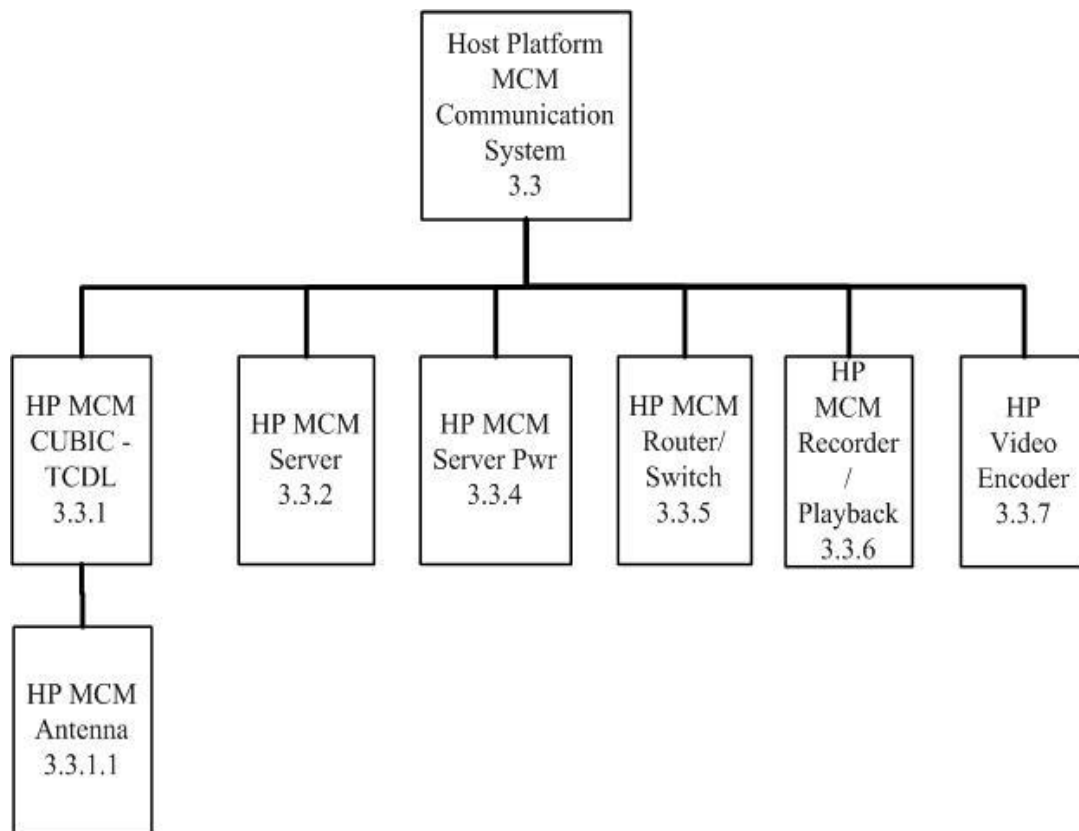 Host Platform
MCM
Communication
System
3.3
HP MCM
CUBIC -
TCDL
3.3.1
HP MCM
Server
3.3.2
HP MCM
Server Pwr
3.3.4
HP MCM
Router/
Switch
3.3.5
HP
MCM
Recorder
/
Playback
3.3.6
HP
Video
Encoder
3.3.7
HP MCM
Antenna
3.3.1.1